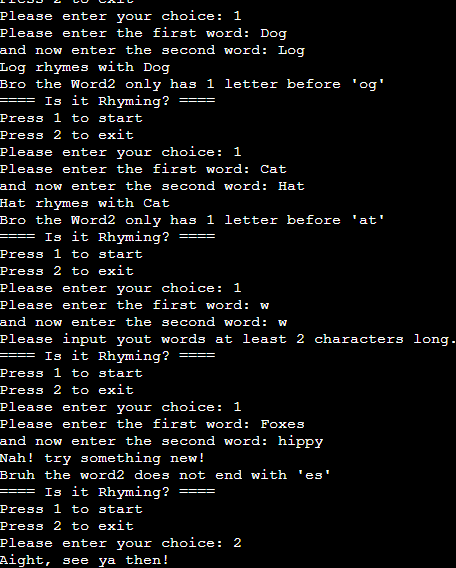 Press 2 to exit
Please enter your choice: 1
Please enter the first word: Dog
and now enter the second word: Log
Log rhymes with Dog
Bro the Word2 only has 1 letter before 'og'
==== Is it Rhyming? ====
Press 1 to start
Press 2 to exit
Please enter your choice: 1
Please enter the first word: Cat
and now enter the second word: Hat
Hat rhymes with Cat
Bro the Word2 only has 1 letter before 'at'
==== Is it Rhyming? ====
Press 1 to start
Press 2 to exit
Please enter your choice: 1
Please enter the first word: w
and now enter the second word: w
Please input yout words at least 2 characters long.
==== Is it Rhyming? ====
Press 1 to start
Press 2 to exit
Please enter your choice: 1
Please enter the first word: Foxes
and now enter the second word: hippy
Nah! try something new!
Bruh the word2 does not end with 'es'
==== Is it Rhyming? ====
Press 1 to start
Press 2 to exit
Please enter your choice: 2
Aight, see ya then!